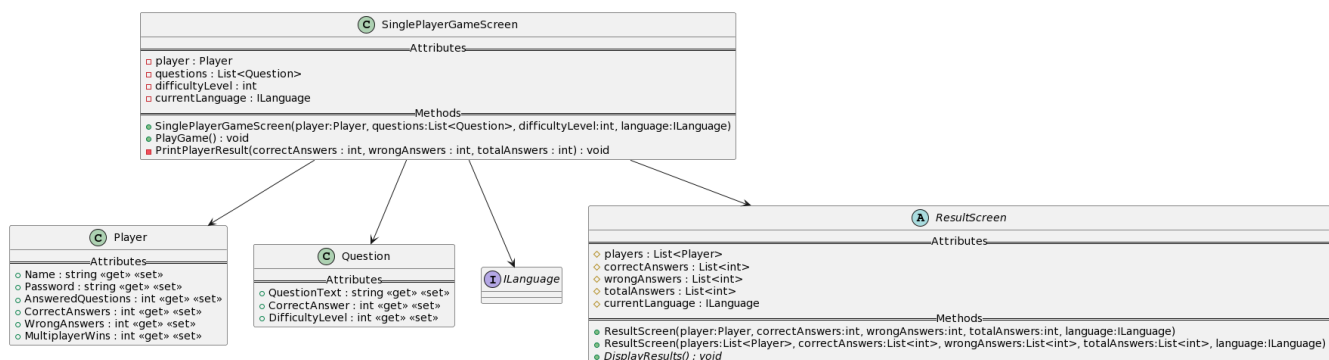 C SinglePlayerGameScreen
Attributes
player : Player
questions : List<Question>
difficultyLevel : int
currentLanguage : ILanguage
Methods
SinglePlayerGameScreen(player:Player, questions:List<Question>, difficultyLevel:int, language:ILanguage)
PlayGame() : void
PrintPlayerResult(correctAnswers : int, wrongAnswers : int, totalAnswers : int) : void
C Player
Attributes
Name : string «get» «set»
Password : string «get» «set»
AnsweredQuestions : int «get» «set»
CorrectAnswers : int «get» «set»
WrongAnswers : int «get» «set»
MultiplayerWins : int «get» «set»
C Question
Attributes
QuestionText : string «get» «set»
CorrectAnswer : int «get» «set»
DifficultyLevel : int «get» «set»
I ILanguage
A ResultScreen
Attributes
players : List<Player>
correctAnswers : List<int>
wrongAnswers : List<int>
totalAnswers : List<int>
currentLanguage : ILanguage
Methods
ResultScreen(player:Player, correctAnswers:int, wrongAnswers:int, totalAnswers:int, language:ILanguage)
ResultScreen(players:List<Player>, correctAnswers:List<int>, wrongAnswers:List<int>, totalAnswers:List<int>, language:ILanguage)
DisplayResults() : void